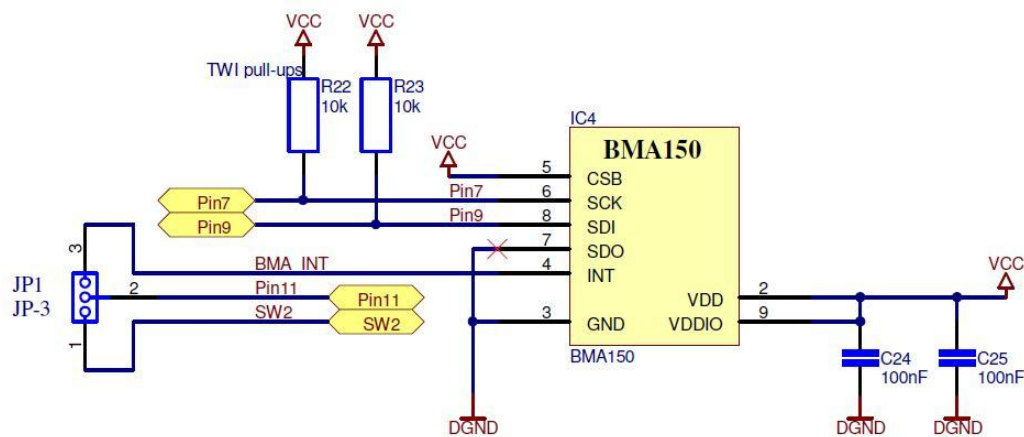 VCC
VCC
TWI pull-ups
R22
10k
R23
10k
IC4
BMA150
VCC
5
CSB
Pin7
Pin7
6
SCK
Pin9
Pin9
8
SDI
7
SDO
3
BMA_INT
4
INT
JP1
JP-3
2
Pin11
Pin11
SW2
SW2
1
3
GND
BMA150
VDD
2
VDDIO
9
VCC
C24
100nF
C25
100nF
DGND
DGND
DGND